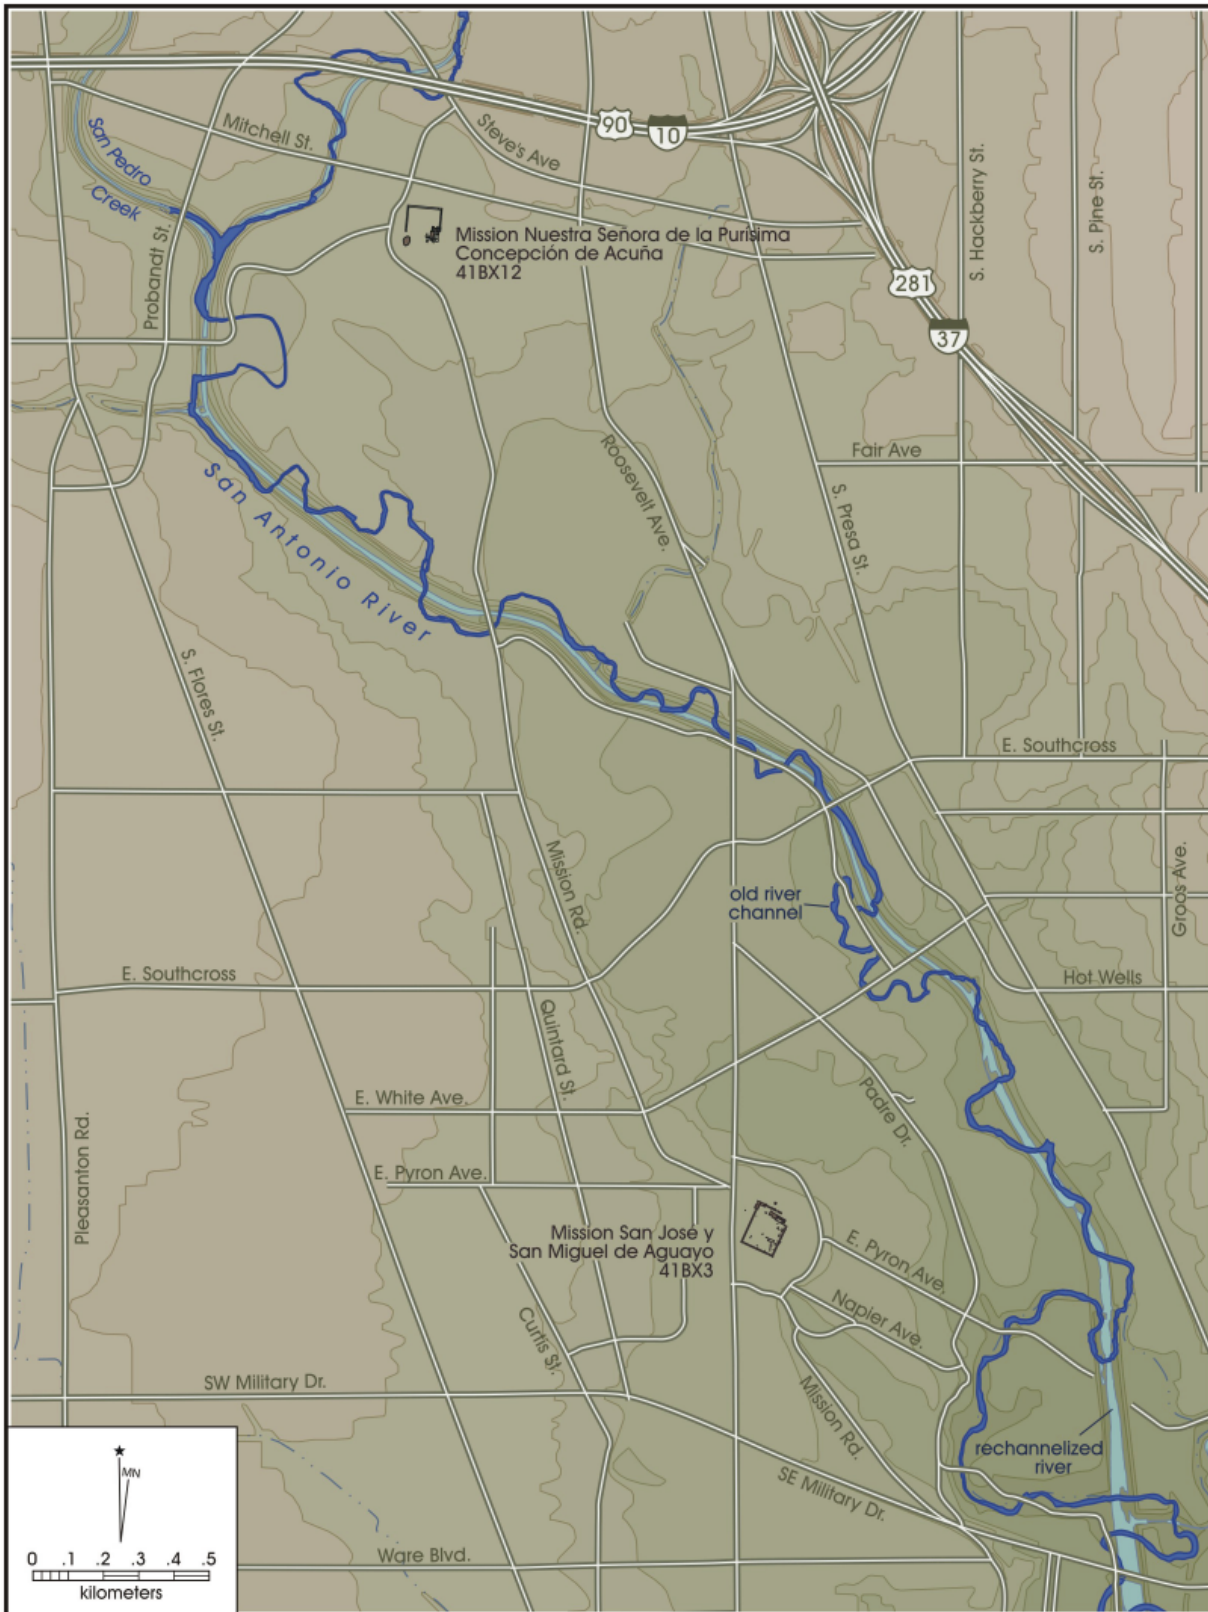 San Pedro
Creek
Mitchell St.
Steve's Ave
90
10
S. Hackberry St.
S. Pine St.
Probandt St.
Mission Nuestra Señora de la Purisima
Concepción de Acuña
41BX12
281
37
San Antonio River
Roosevelt Ave.
Fair Ave
S. Presa St.
S. Flores St.
E. Southcross
Mission Rd.
old river
channel
Groos Ave.
E. Southcross
Hot Wells
Quintard St.
E. White Ave.
Padre Dr.
Pleasanton Rd.
E. Pyron Ave.
Mission San José y
San Miguel de Aguayo
41BX3
E. Pyron Ave.
Napier Ave.
Curtis St.
SW Military Dr.
Mission Rd.
rechannelized
river
SE Military Dr.
MN
0 .1 .2 .3 .4 .5
kilometers
Ware Blvd.